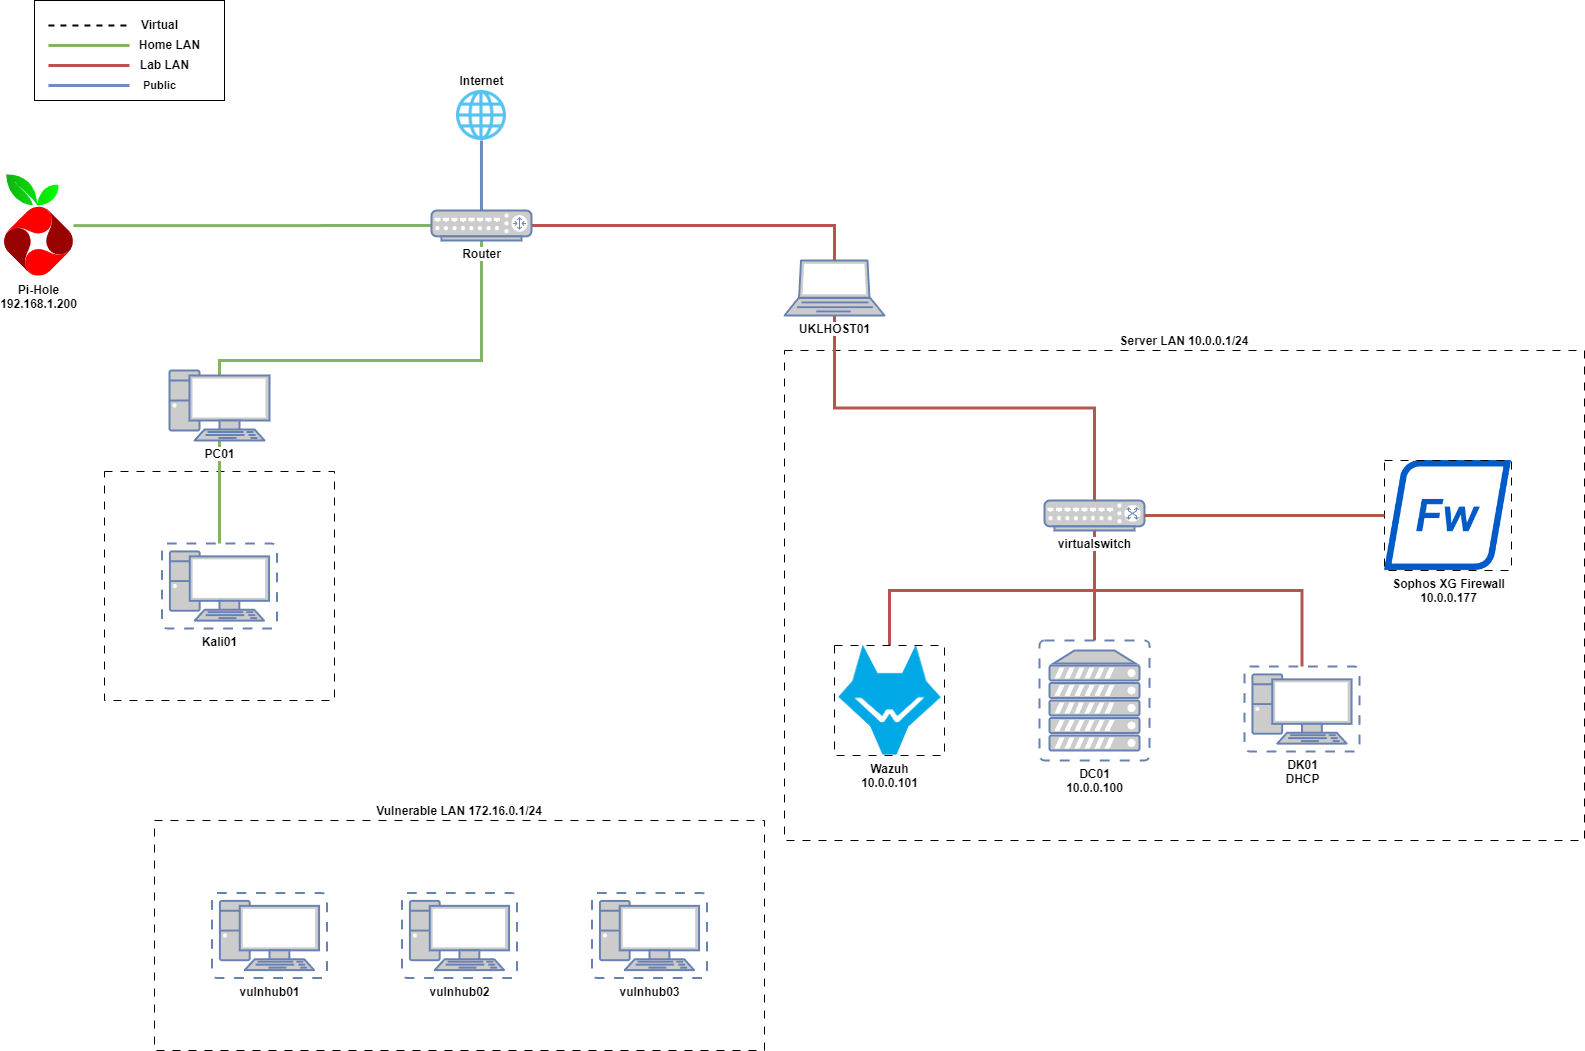 Virtual
Home LAN
Lab LAN
Public
Internet
Router
Pi-Hole
192.168.1.200
UKLHOST01
Server LAN 10.0.0.1/24
PC01
Kali01
virtualswitch
Fw
Sophos XG Firewall
10.0.0.177
Wazuh
10.0.0.101
DC01
10.0.0.100
DK01
DHCP
Vulnerable LAN 172.16.0.1/24
vulnhub01
vulnhub02
vulnhub03